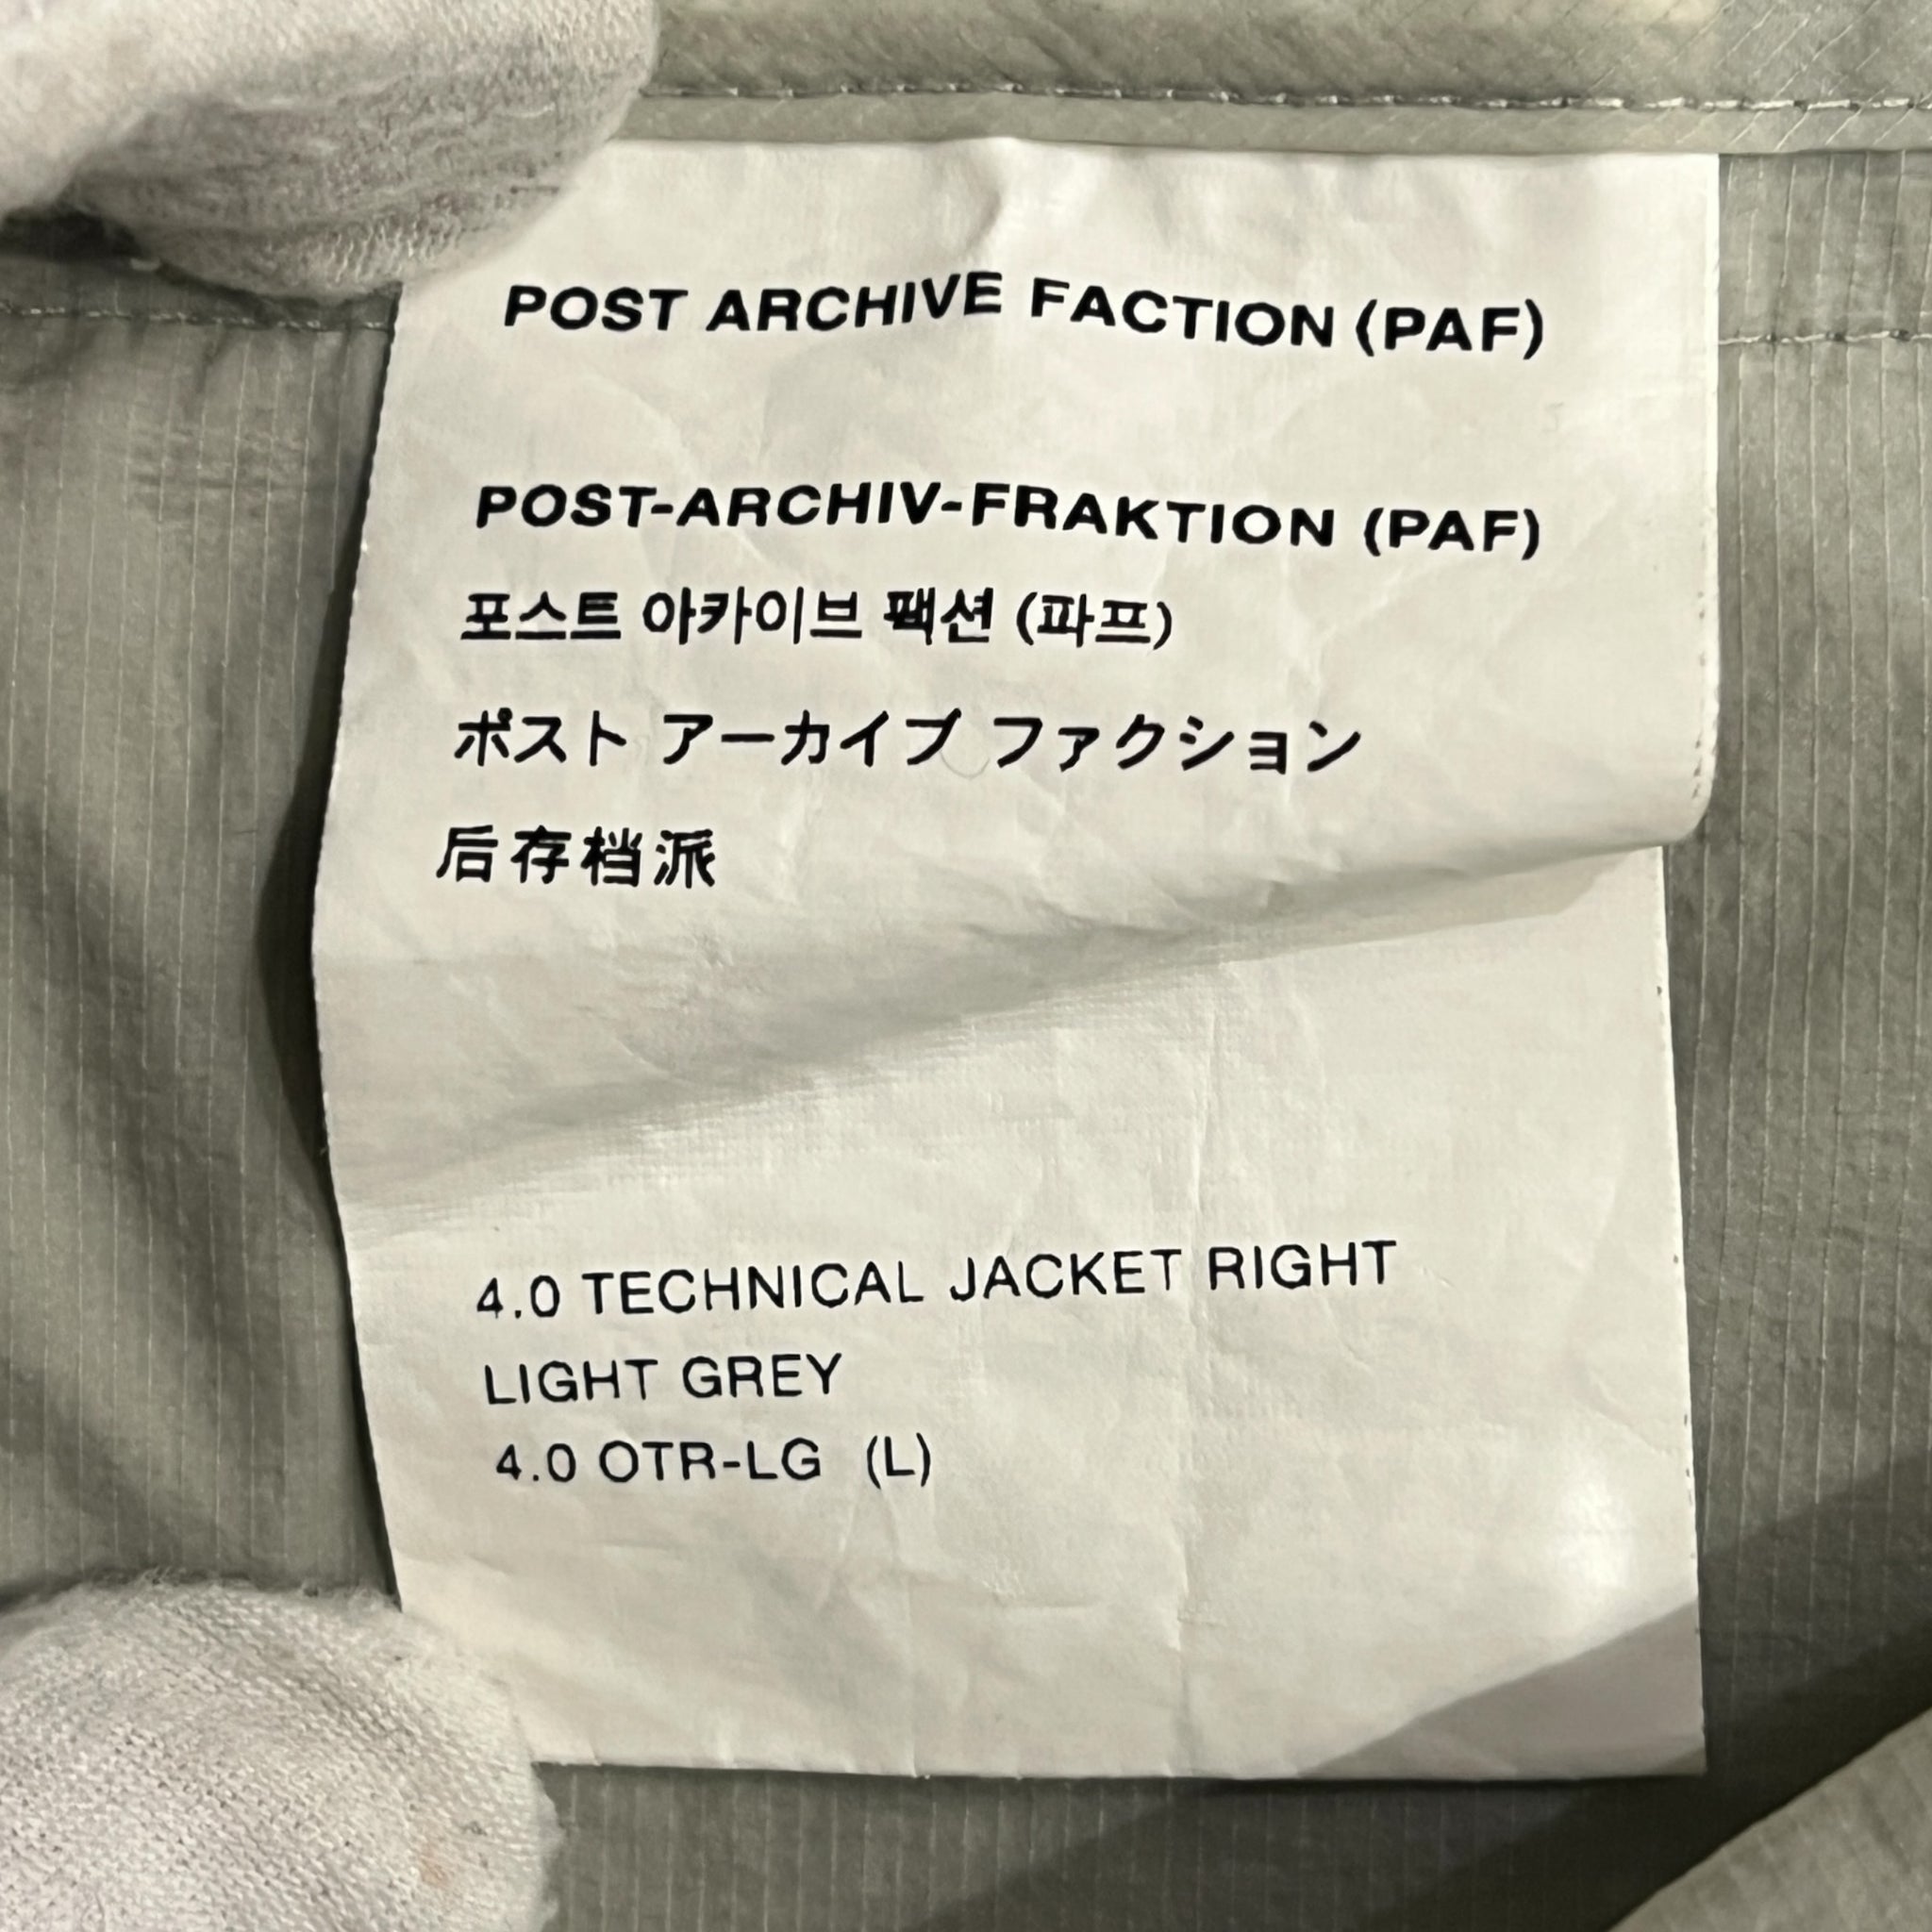 POST ARCHIVE FACTION (PAF)
POST-ARCHIV-FRAKTION (PAF)
포스트 아카이브 팩션 (파프)
ポスト アーカイブ ファクション
后存档派
4.0 TECHNICAL JACKET RIGHT
LIGHT GREY
4.0 OTR-LG (L)